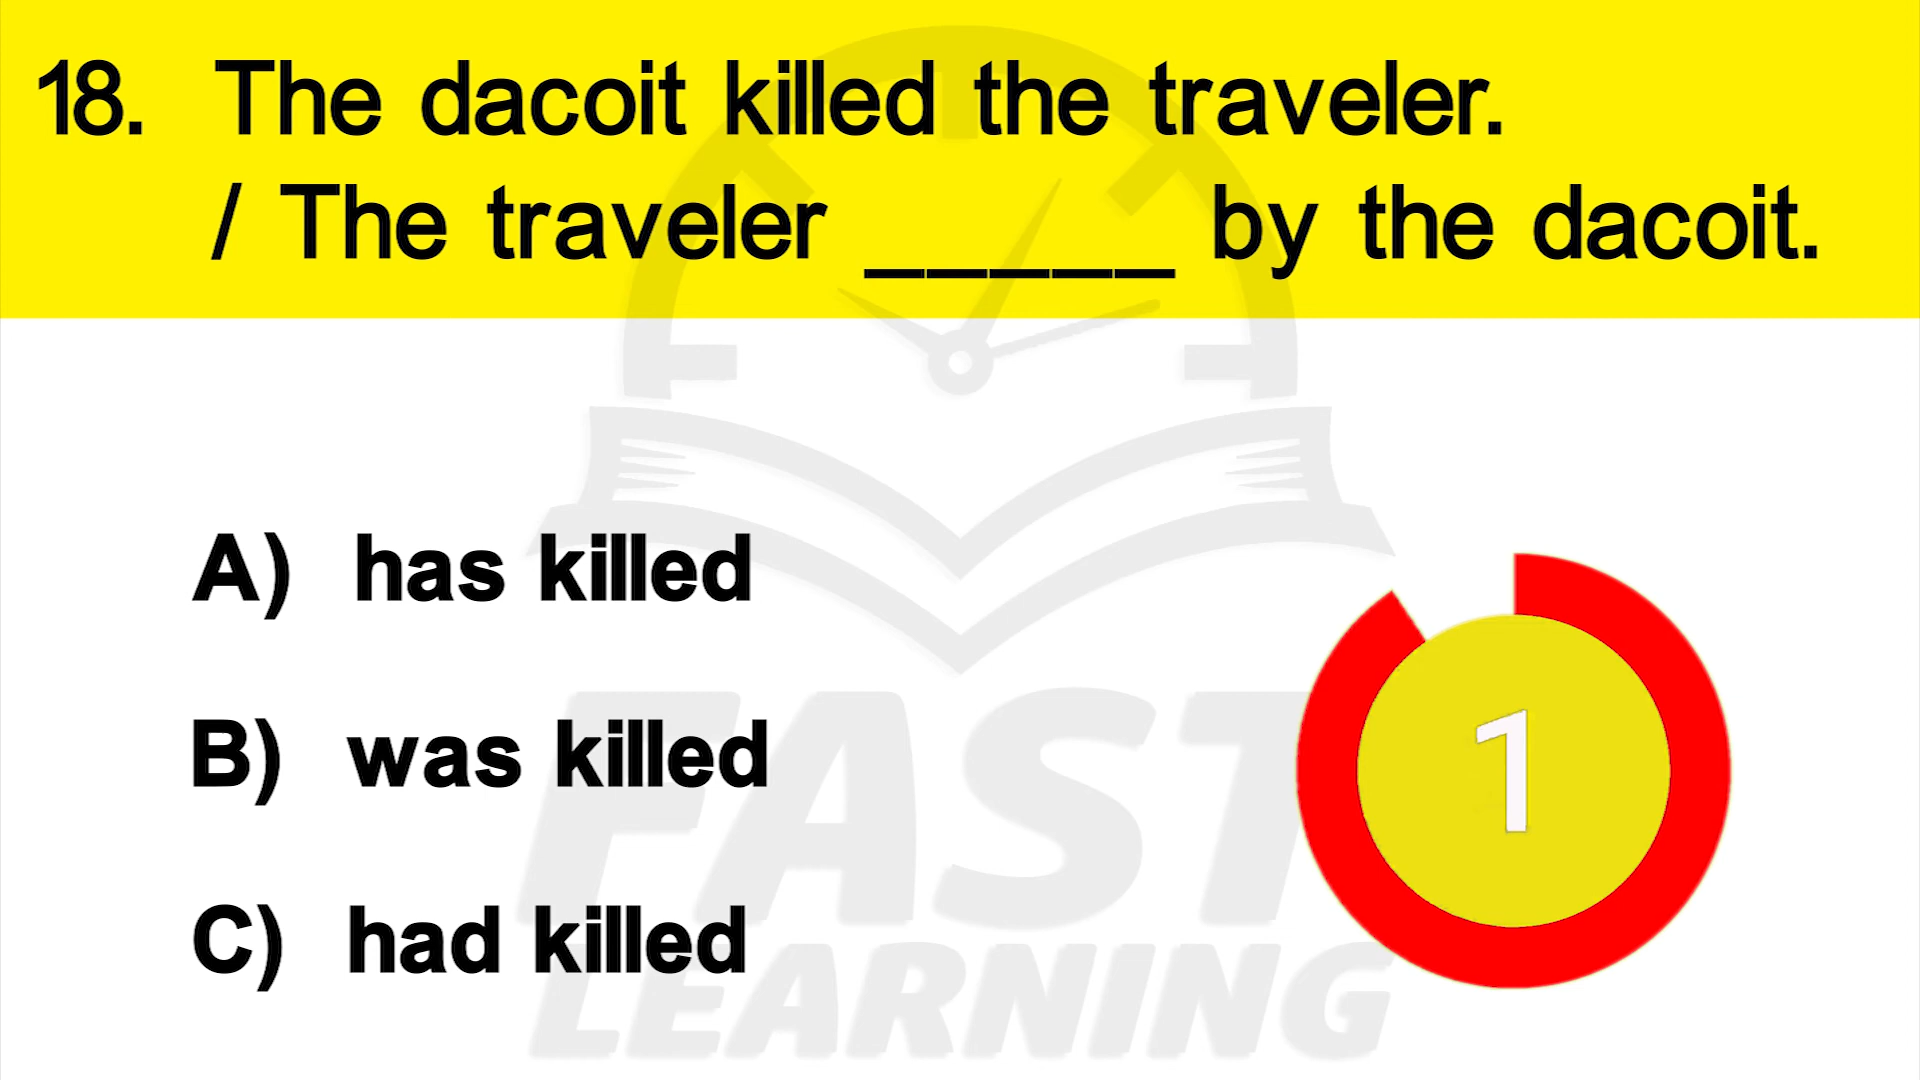 18. The dacoit killed the traveler.
/ The traveler _____ by the dacoit.
A) has killed
B) was killed
C) had killed
1
FAST
LEARNING